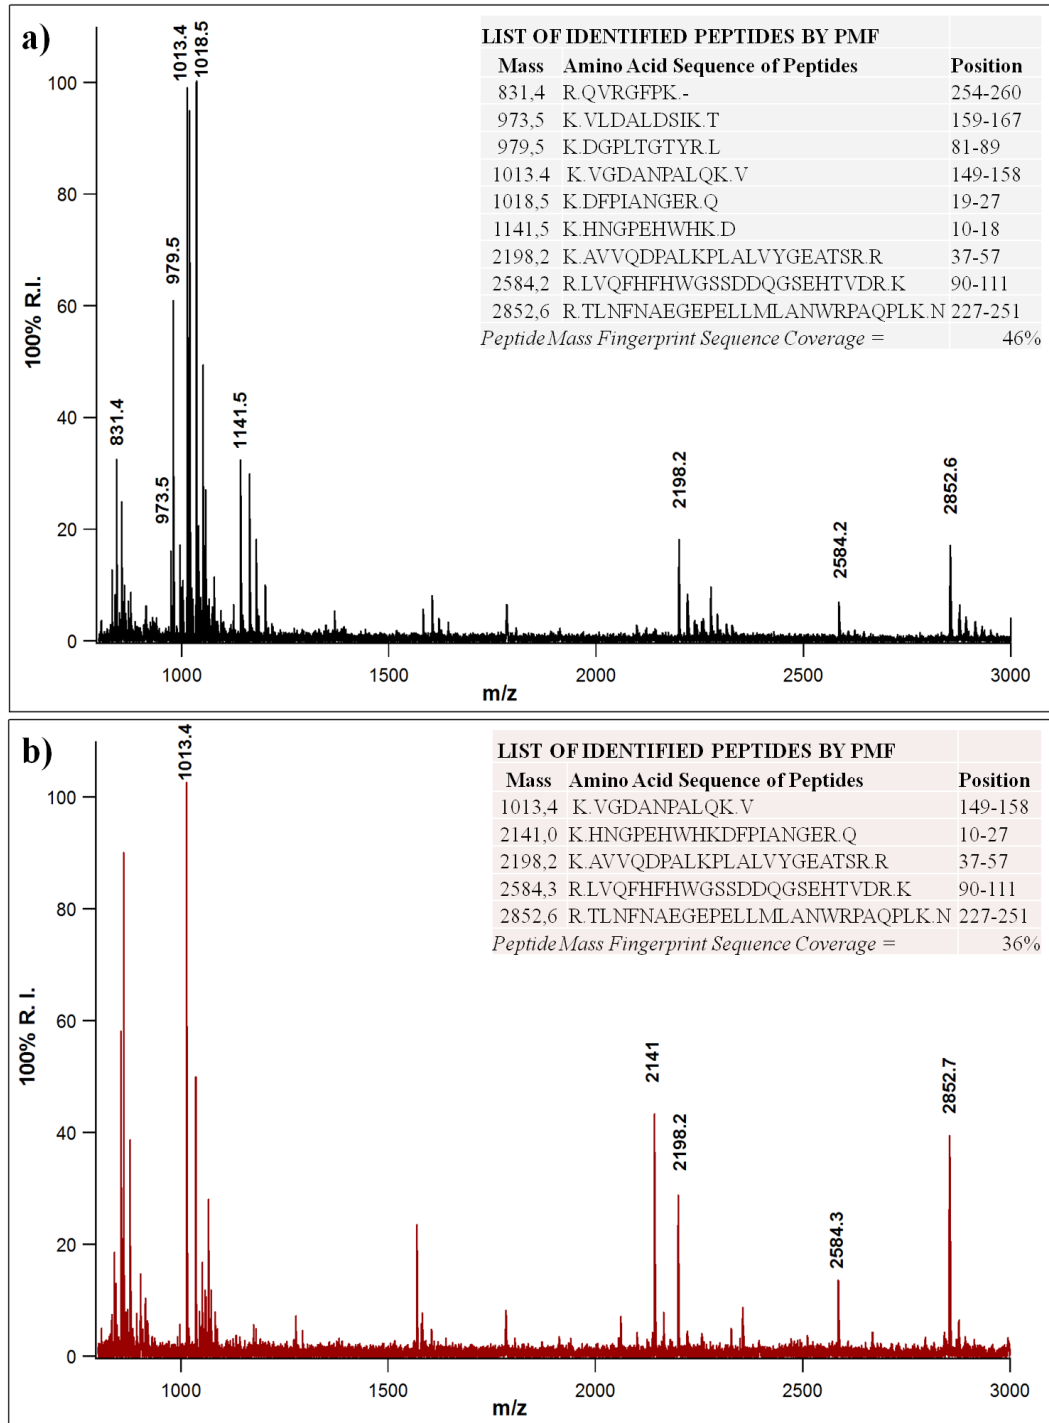 a)
1013.4
1018.5
LIST OF IDENTIFIED PEPTIDES BY PMF
Mass Amino Acid Sequence of Peptides Position
831,4 R.QVRGFPK.- 254-260
973,5 K.VLDALDSIK.T 159-167
979,5 K.DGPLTGTYR.L 81-89
1013.4 K.VGDANPALQK.V 149-158
1018,5 K.DFPIANGER.Q 19-27
1141,5 K.HNGPEHWHK.D 10-18
2198,2 K.AVVQDPALKPLALVYGEATSR.R 37-57
2584,2 R.LVQFHFHWGSSDDQGSEHTVDR.K 90-111
2852,6 R.TLNFNAEGEPELLMLANWRPAQPLK.N 227-251
Peptide Mass Fingerprint Sequence Coverage = 46%
100
80
60
40
20
0
100% R.I.
831.4
973.5
979.5
1141.5
2198.2
2584.2
2852.6
1000 1500 2000 2500 3000
m/z
b)
1013.4
LIST OF IDENTIFIED PEPTIDES BY PMF
Mass Amino Acid Sequence of Peptides Position
1013,4 K.VGDANPALQK.V 149-158
2141,0 K.HNGPEHWHKDFPIANGER.Q 10-27
2198,2 K.AVVQDPALKPLALVYGEATSR.R 37-57
2584,3 R.LVQFHFHWGSSDDQGSEHTVDR.K 90-111
2852,6 R.TLNFNAEGEPELLMLANWRPAQPLK.N 227-251
Peptide Mass Fingerprint Sequence Coverage = 36%
100
80
60
40
20
0
100% R. I.
2141
2198.2
2584.3
2852.7
1000 1500 2000 2500 3000
m/z